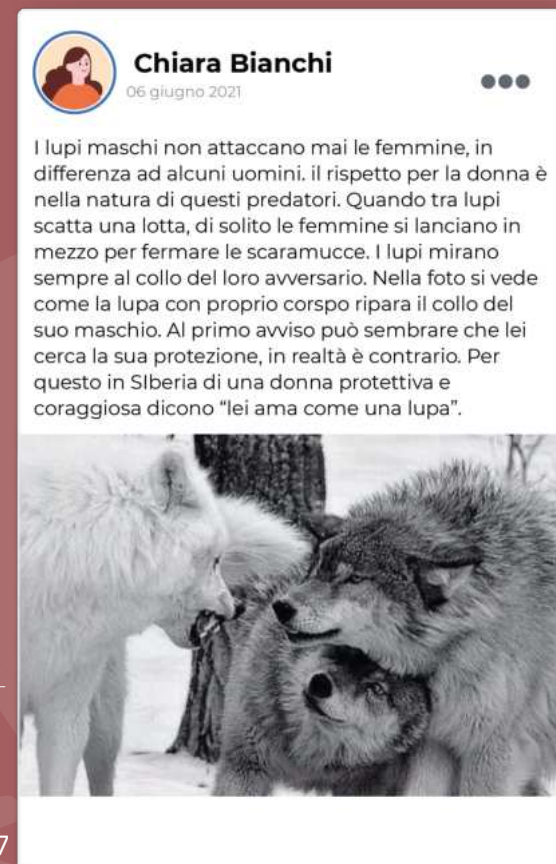 Chiara Bianchi
06 giugno 2021
I lupi maschi non attaccano mai le femmine, in
differenza ad alcuni uomini. il rispetto per la donna è
nella natura di questi predatori. Quando tra lupi
scatta una lotta, di solito le femmine si lanciano in
mezzo per fermare le scaramucce. I lupi mirano
sempre al collo del loro avversario. Nella foto si vede
come la lupa con proprio corspo ripara il collo del
suo maschio. Al primo avviso può sembrare che lei
cerca la sua protezione, in realtà è contrario. Per
questo in SIberia di una donna protettiva e
coraggiosa dicono “lei ama come una lupa”.
7